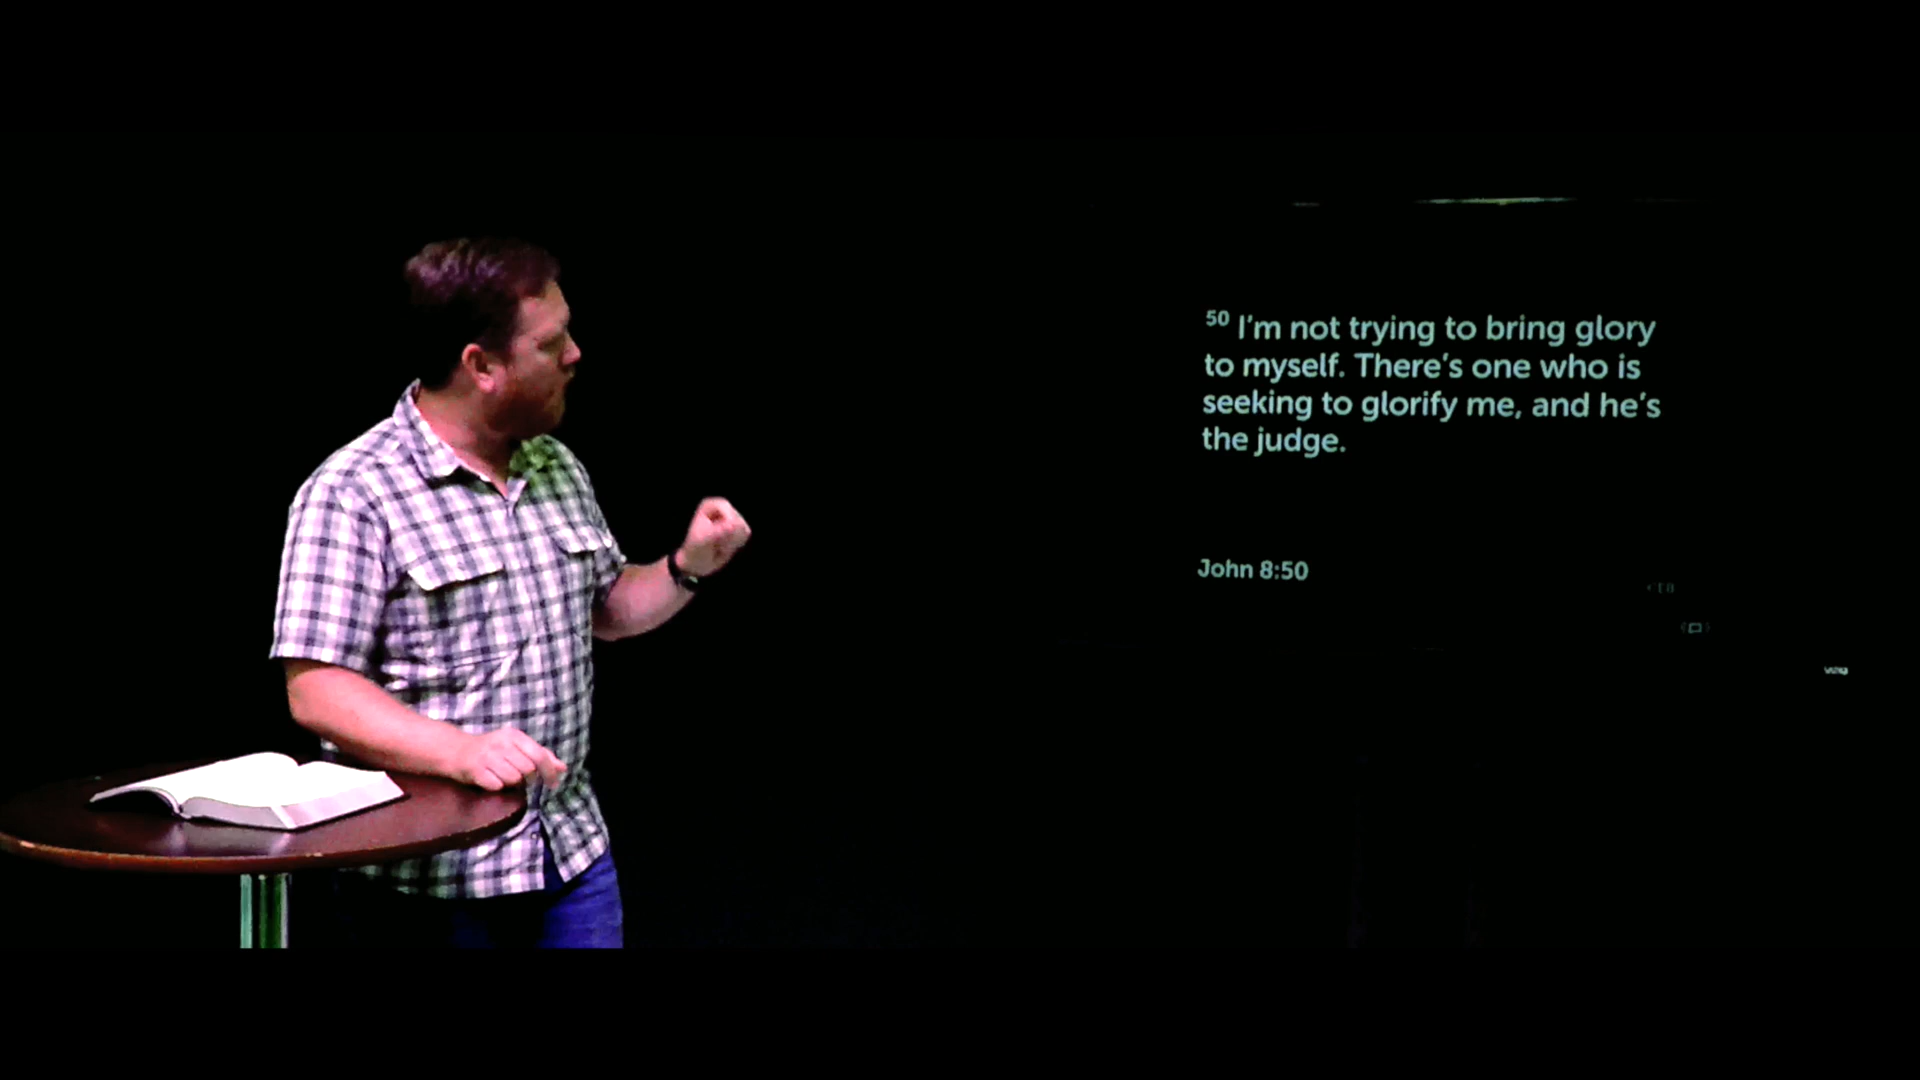 50 I'm not trying to bring glory
to myself. There's one who is
seeking to glorify me, and he's
the judge.
John 8:50